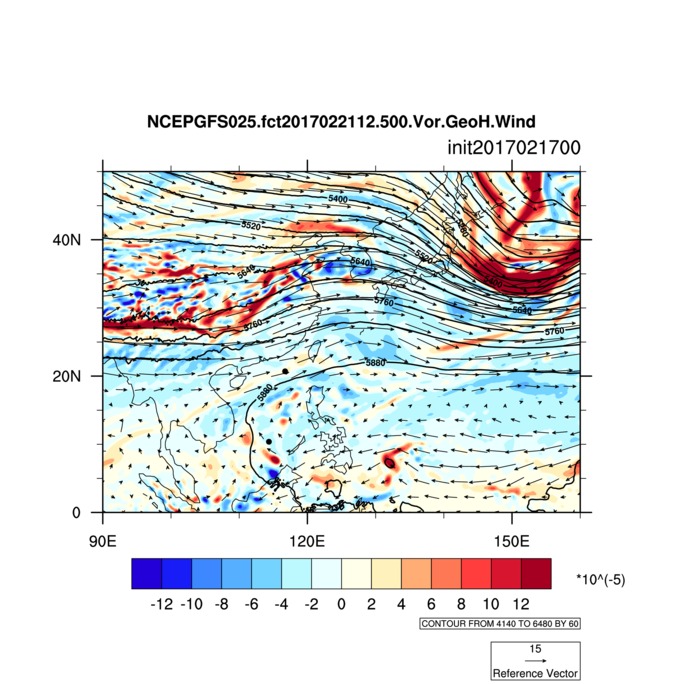 NCEPGFS025.fct2017022112.500.Vor.GeoH.Wind
init2017021700
5400
5520
40N
5640
5640
5760
5640
5760
5760
5880
20N
5880
0
90E 120E 150E
-12 -10 -8 -6 -4 -2 0 2 4 6 8 10 12
*10^(-5)
CONTOUR FROM 4140 TO 6480 BY 60
15
Reference Vector